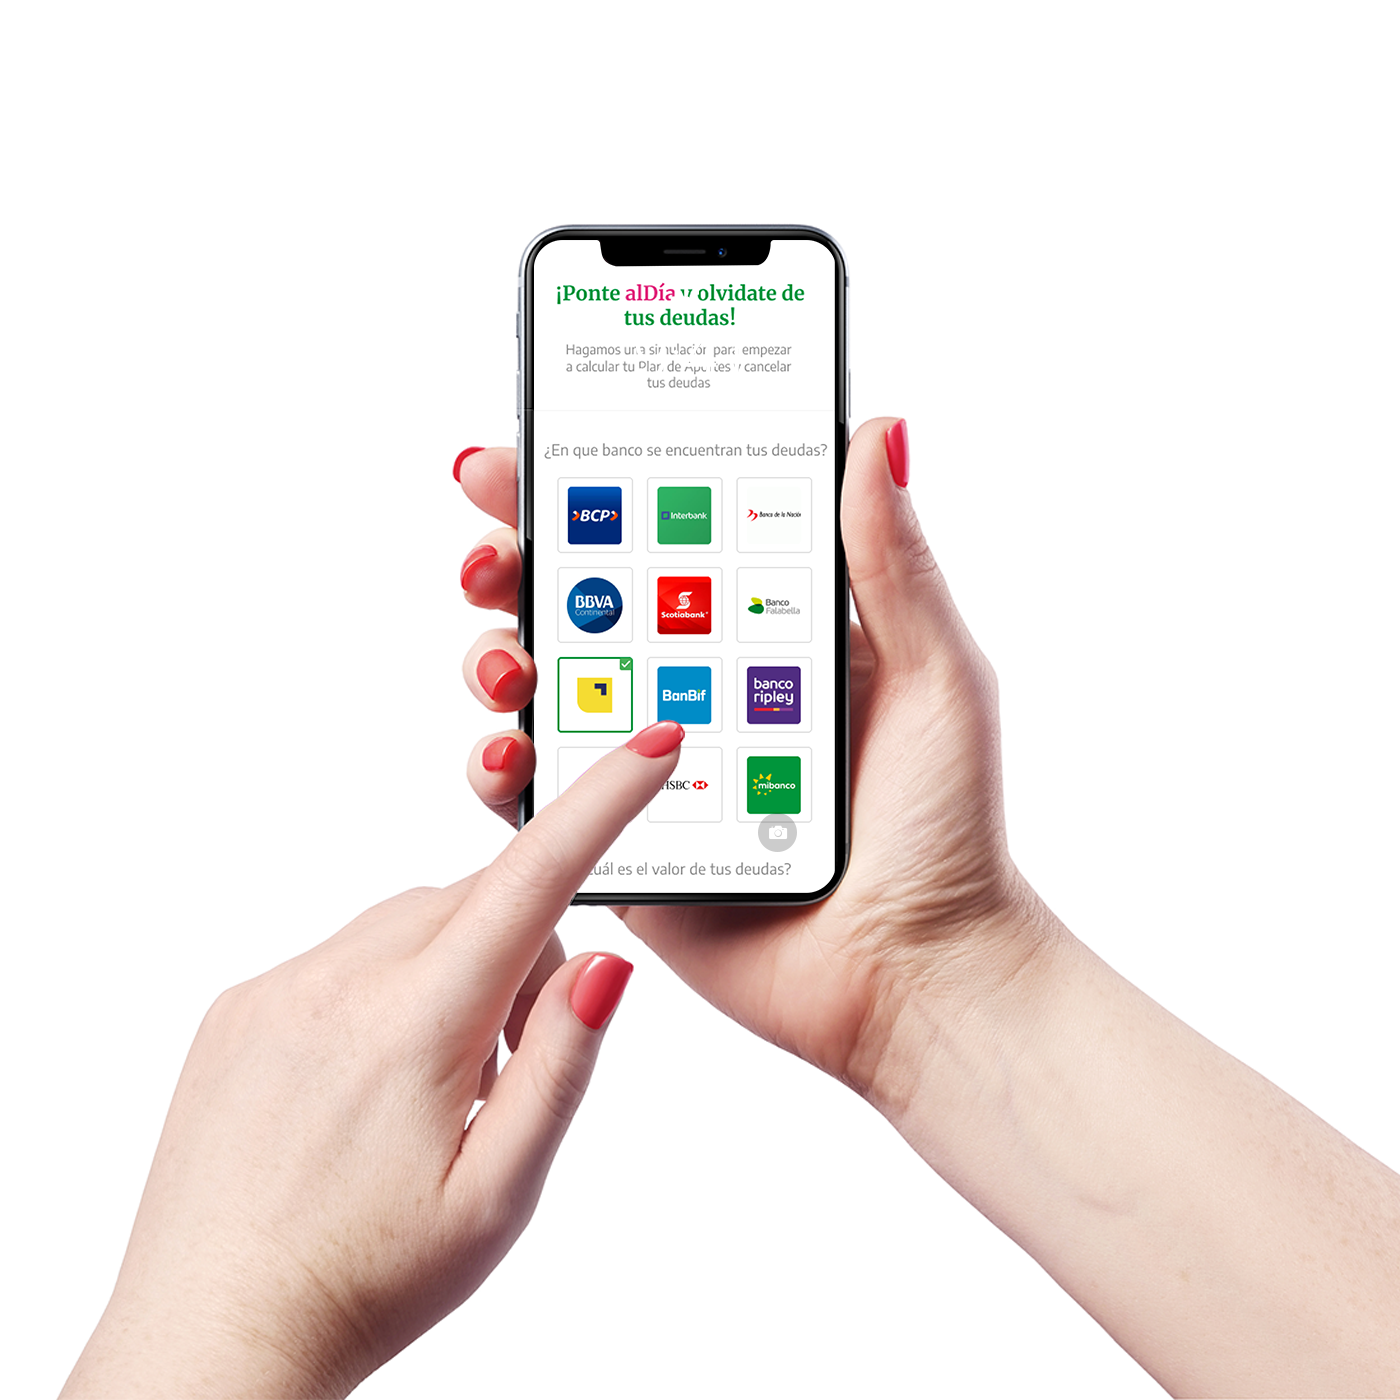 ¡Ponte alDía y olvidate de
tus deudas!
Hagamos una simulación para empezar
a calcular tu Plan de Aportes y cancelar
tus deudas
¿En que banco se encuentran tus deudas?
BCP
Interbank
Banco de la Nación
BBVA
Continental
Scotiabank
Banco
Falabella
BanBif
banco
ripley
HSBC
mibanco
cuál es el valor de tus deudas?